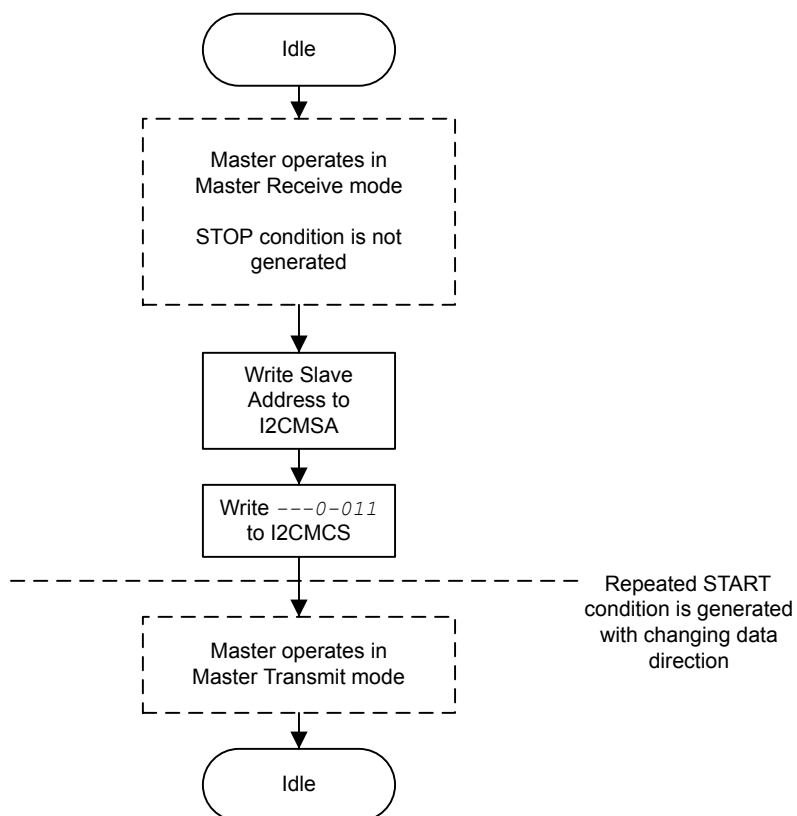 Idle
Master operates in
Master Receive mode
STOP condition is not
generated
Write Slave
Address to
I2CMSA
Write ---0-011
to I2CMCS
Repeated START
condition is generated
with changing data
direction
Master operates in
Master Transmit mode
Idle